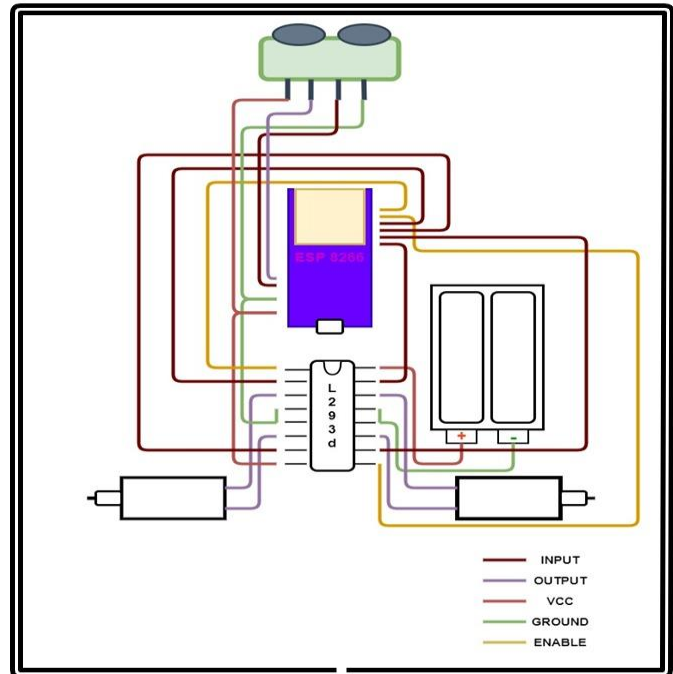 ESP 8266
L
2
9
3
d
+
-
INPUT
OUTPUT
VCC
GROUND
ENABLE